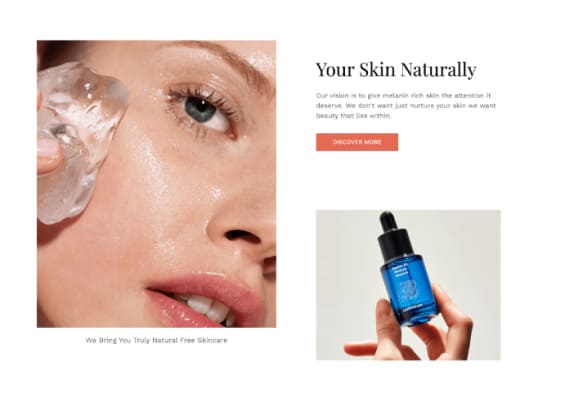 Your Skin Naturally
Our vision is to give melanin rich skin the attention it
deserve. We don't want just nurture your skin we want
beauty that lies within.
DISCOVER MORE
We Bring You Truly Natural Free Skincare